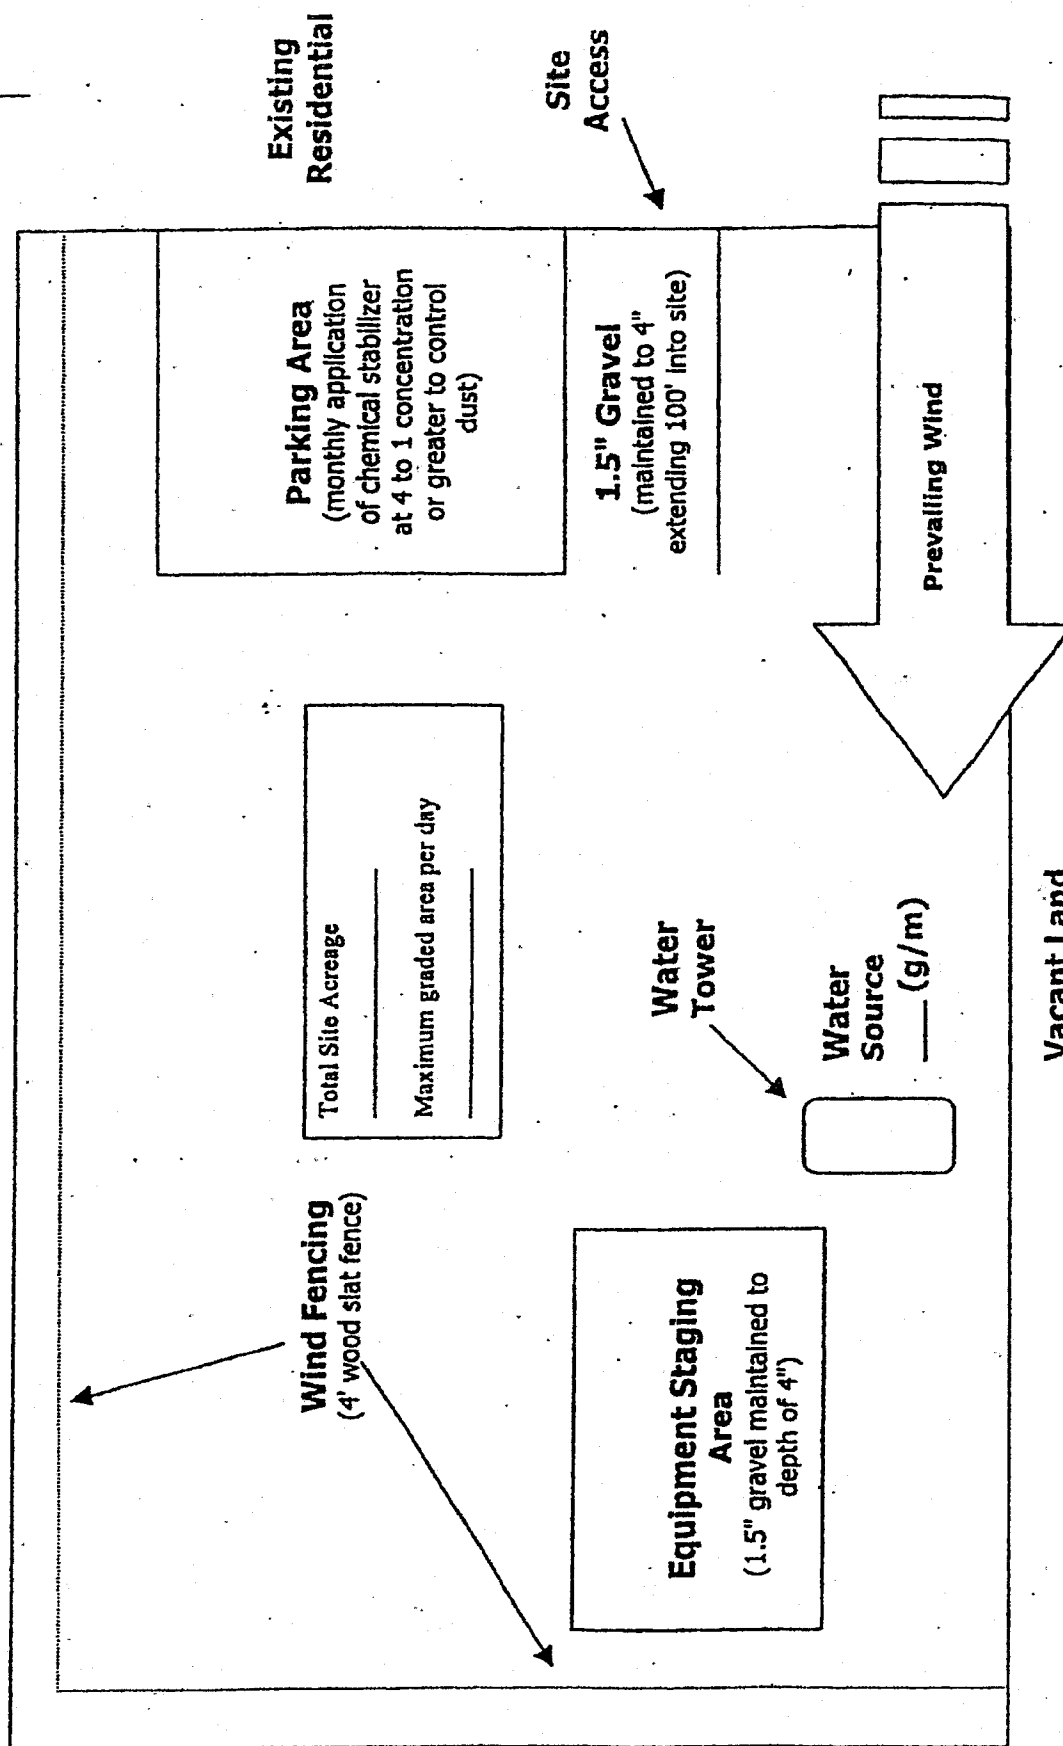 Existing
Residential
Site
Access
Parking Area
(monthly application
of chemical stabilizer
at 4 to 1 concentration
or greater to control
dust)
1.5" Gravel
(maintained to 4"
extending 100' into site)
Prevailing Wind
Total Site Acreage
Maximum graded area per day
Water
Tower
Water
Source
___ (g/m)
Vacant Land
Wind Fencing
(4' wood slat fence)
Equipment Staging
Area
(1.5" gravel maintained to
depth of 4")